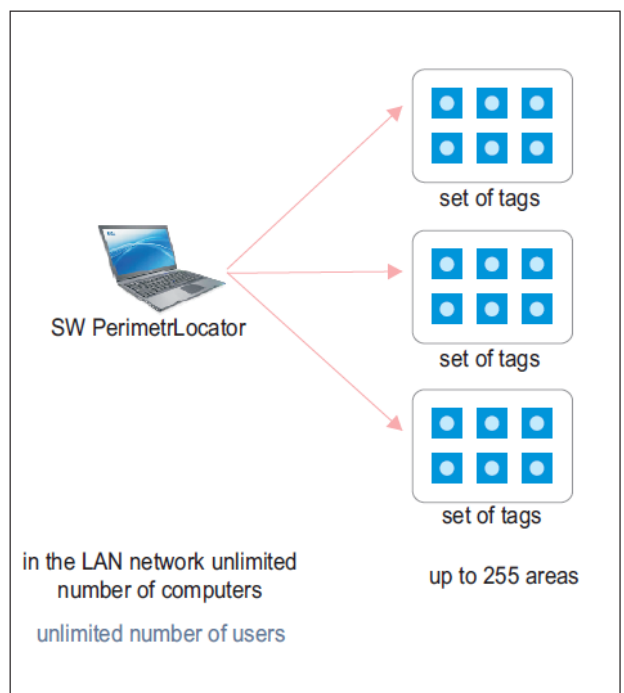 set of tags
SW PerimetrLocator
set of tags
set of tags
in the LAN network unlimited
number of computers
up to 255 areas
unlimited number of users